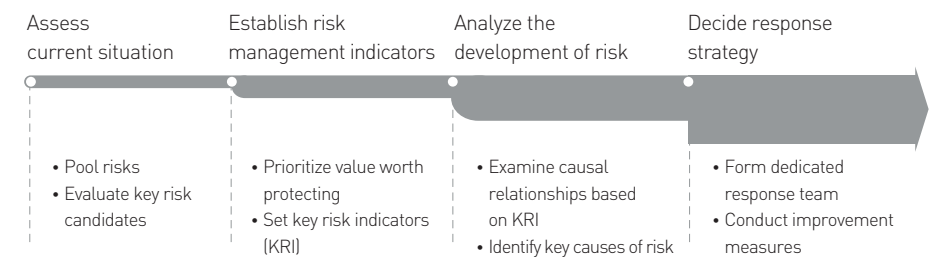 Assess
current situation
Establish risk
management indicators
Analyze the
development of risk
Decide response
strategy
• Pool risks
• Evaluate key risk
candidates
• Prioritize value worth
protecting
• Set key risk indicators
(KRI)
• Examine causal
relationships based
on KRI
• Identify key causes of risk
• Form dedicated
response team
• Conduct improvement
measures